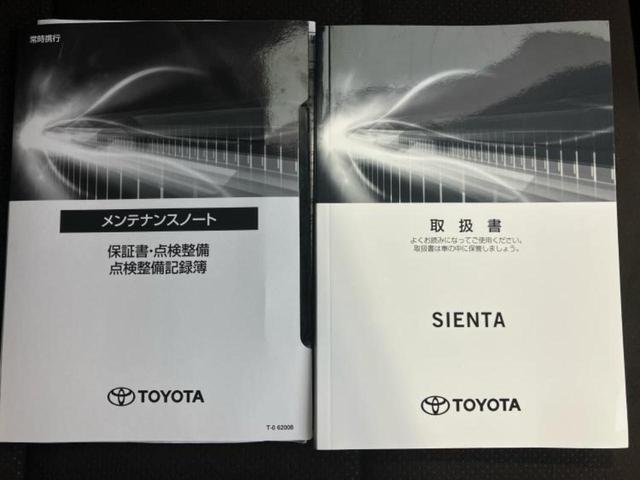 常時携行
メンテナンスノート
保証書・点検整備
点検整備記録簿
TOYOTA
T-0 62008
取扱書
よくお読みになってご使用ください。
取扱書は車の中に保管しましょう。
SIENTA
TOYOTA